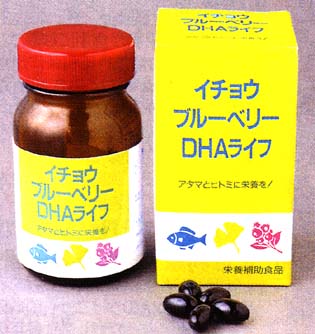 イチョウ
ブルーベリー
DHAライフ
アタマとヒトミに栄養を!
イチョウ
ブルーベリー
DHAライフ
アタマとヒトミに栄養を!
栄養補助食品